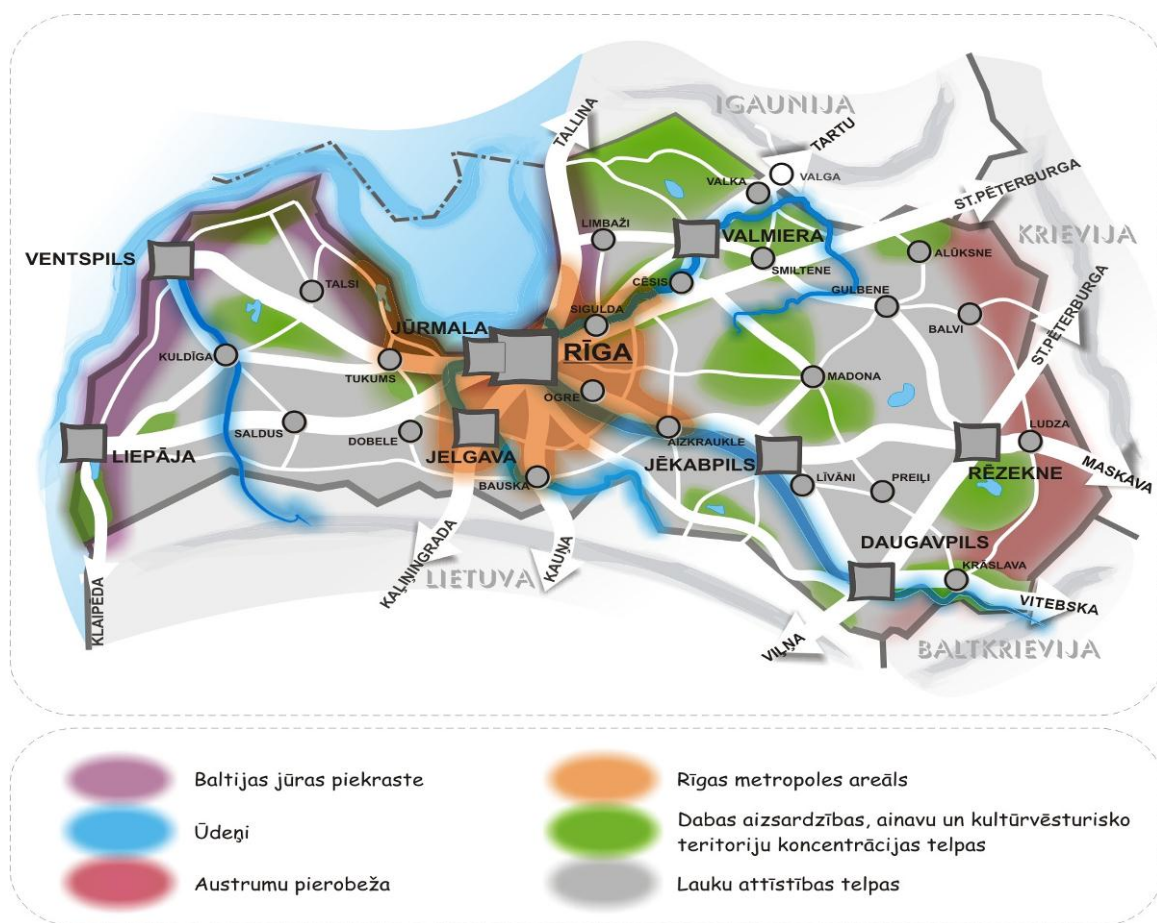 IGAUNIJA
TALLINA
TARTU
VALKA
VALGA
ST.PĒTERBURGA
KRIEVIJA
LIMBAŽI
VALMIERA
VENTSPILS
SMILTENE
ALŪKSNE
CĒSIS
TALSI
GULBENE
SIGULDA
BALVI
ST.PĒTERBURGA
JŪRMALA
RĪGA
KULDĪGA
TUKUMS
MADONA
OGRE
SALDUS
DOBELE
AIZKRAUKLE
LUDZA
LIEPĀJA
JELGAVA
JĒKABPILS
RĒZEKNE
MASKAVA
BAUSKA
LĪVĀNI
PREIĻI
DAUGAVPILS
KRĀSLAVA
KLAIPĒDA
KAĻIŅINGRADA
LIETUVA
KAUŅA
VITEBSKA
VIĻŅA
BALTKRIEVIJA
Baltijas jūras piekraste
Ūdeņi
Austrumu pierobeža
Rīgas metropoles areāls
Dabas aizsardzības, ainavu un kultūrvēsturisko
teritoriju koncentrācijas telpas
Lauku attīstības telpas